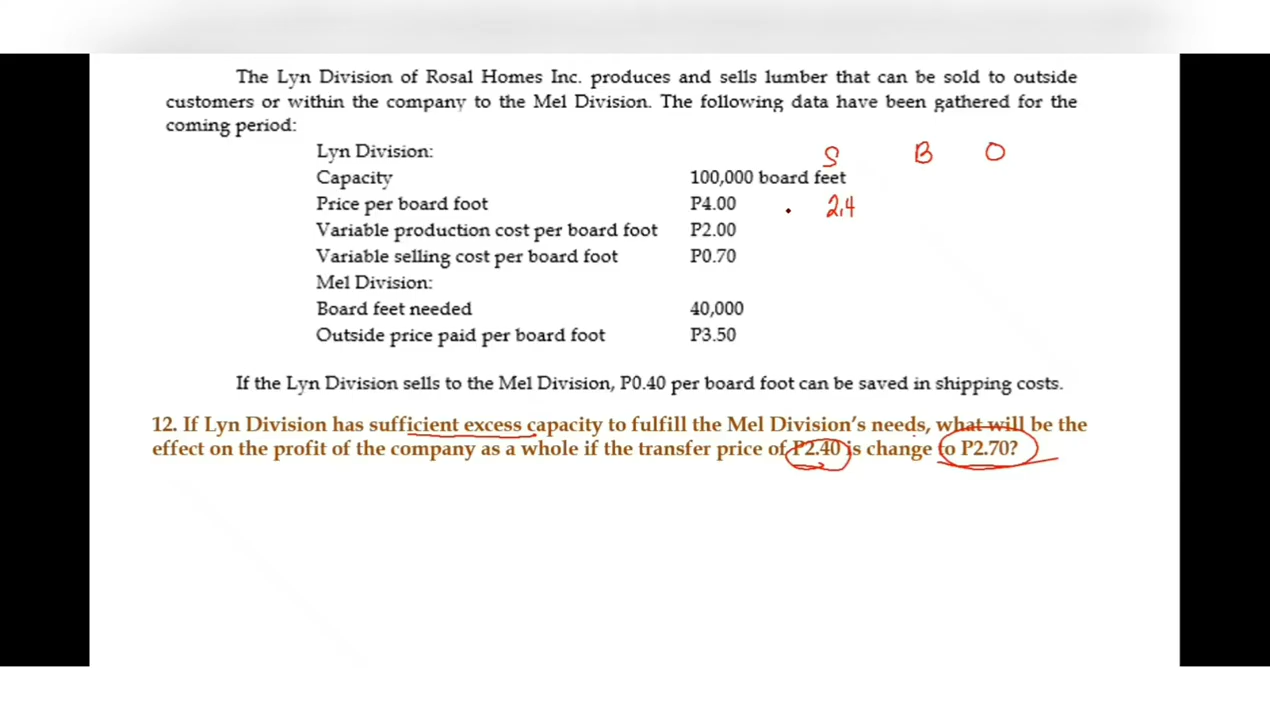 The Lyn Division of Rosal Homes Inc. produces and sells lumber that can be sold to outside
customers or within the company to the Mel Division. The following data have been gathered for the
coming period:
Lyn Division: S B O
Capacity 100,000 board feet
Price per board foot P4.00 2.4
Variable production cost per board foot P2.00
Variable selling cost per board foot P0.70
Mel Division:
Board feet needed 40,000
Outside price paid per board foot P3.50
If the Lyn Division sells to the Mel Division, P0.40 per board foot can be saved in shipping costs.
12. If Lyn Division has sufficient excess capacity to fulfill the Mel Division's needs, what will be the
effect on the profit of the company as a whole if the transfer price of P2.40 is change to P2.70?